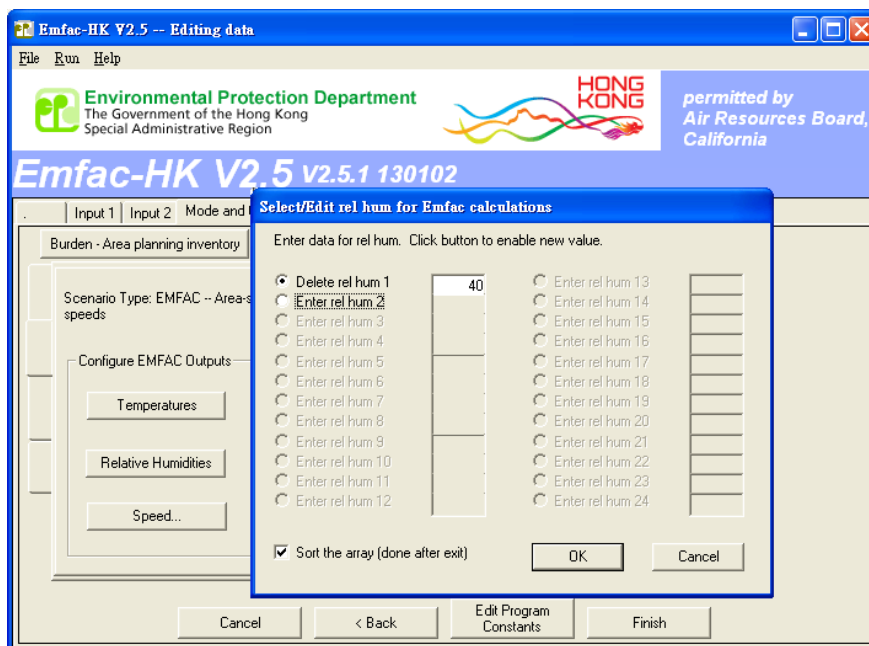 Emfac-HK V2.5 -- Editing data
File Run Help
Environmental Protection Department
The Government of the Hong Kong
Special Administrative Region
HONG
KONG
permitted by
Air Resources Board,
California
Emfac-HK V2.5 V2.5.1 130102
. Input 1 Input 2 Mode and
Burden - Area planning inventory
Scenario Type: EMFAC -- Area-s
speeds
Configure EMFAC Outputs
Temperatures
Relative Humidities
Speed...
Select/Edit rel hum for Emfac calculations
Enter data for rel hum. Click button to enable new value.
Delete rel hum 1 40
Enter rel hum 2
Enter rel hum 3
Enter rel hum 4
Enter rel hum 5
Enter rel hum 6
Enter rel hum 7
Enter rel hum 8
Enter rel hum 9
Enter rel hum 10
Enter rel hum 11
Enter rel hum 12
Enter rel hum 13
Enter rel hum 14
Enter rel hum 15
Enter rel hum 16
Enter rel hum 17
Enter rel hum 18
Enter rel hum 19
Enter rel hum 20
Enter rel hum 21
Enter rel hum 22
Enter rel hum 23
Enter rel hum 24
Sort the array (done after exit)
OK
Cancel
Cancel
< Back
Edit Program
Constants
Finish